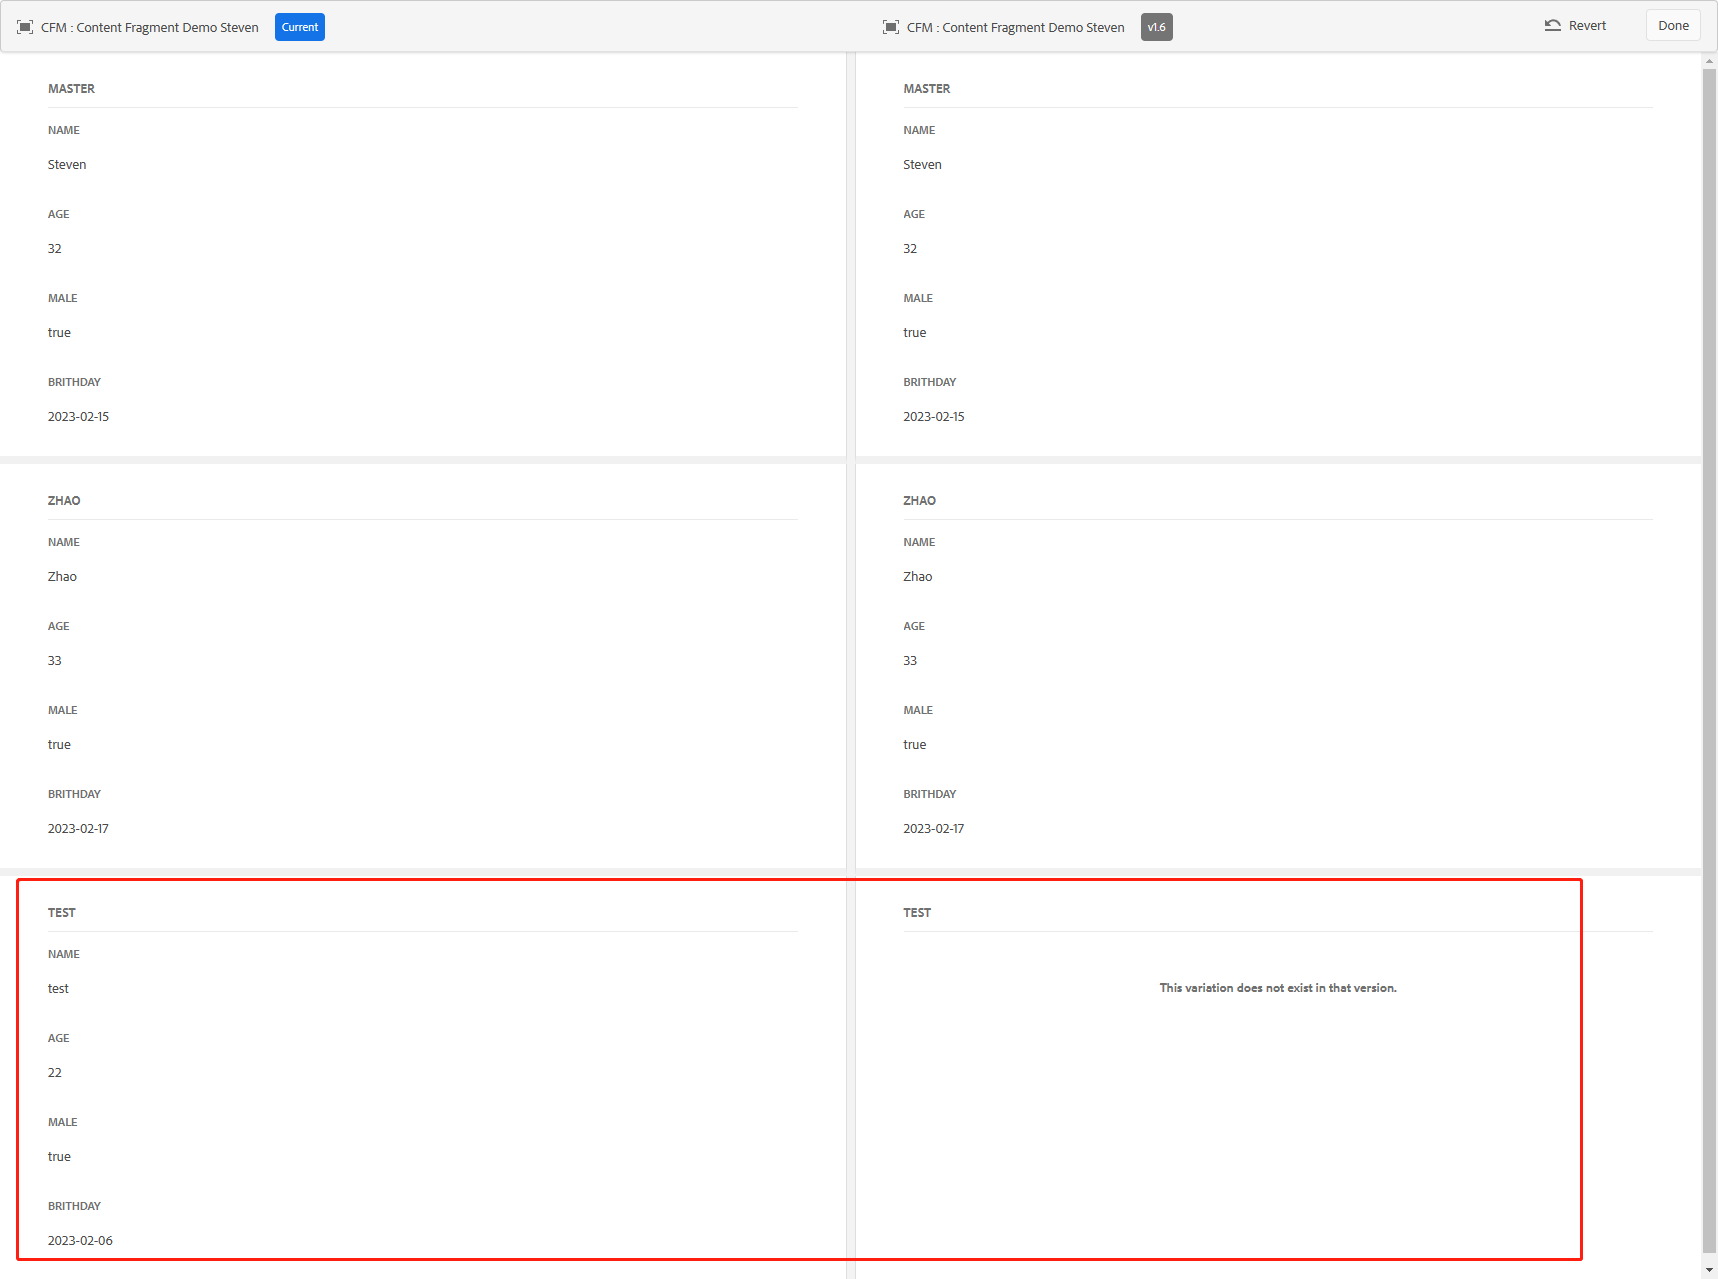 CFM : Content Fragment Demo Steven Current
CFM : Content Fragment Demo Steven v1.6 Revert Done
MASTER
NAME
Steven
AGE
32
MALE
true
BRITHDAY
2023-02-15
ZHAO
NAME
Zhao
AGE
33
MALE
true
BRITHDAY
2023-02-17
TEST
NAME
test
AGE
22
MALE
true
BRITHDAY
2023-02-06
MASTER
NAME
Steven
AGE
32
MALE
true
BRITHDAY
2023-02-15
ZHAO
NAME
Zhao
AGE
33
MALE
true
BRITHDAY
2023-02-17
TEST
This variation does not exist in that version.